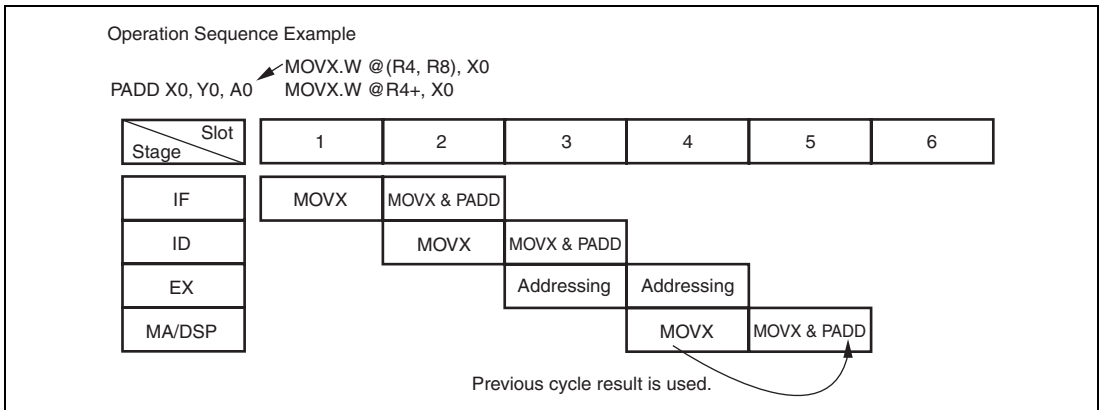 Operation Sequence Example
MOVX.W @(R4, R8), X0
PADD X0, Y0, A0 MOVX.W @R4+, X0
Slot
Stage
1 2 3 4 5 6
IF MOVX MOVX & PADD
ID MOVX MOVX & PADD
EX Addressing Addressing
MA/DSP MOVX MOVX & PADD
Previous cycle result is used.